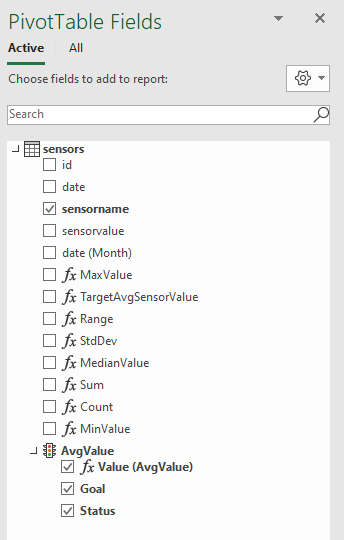 PivotTable Fields
Active All
Choose fields to add to report:
Search
sensors
id
date
sensorname
sensorvalue
date (Month)
fx MaxValue
fx TargetAvgSensorValue
fx Range
fx StdDev
fx MedianValue
fx Sum
fx Count
fx MinValue
AvgValue
fx Value (AvgValue)
Goal
Status